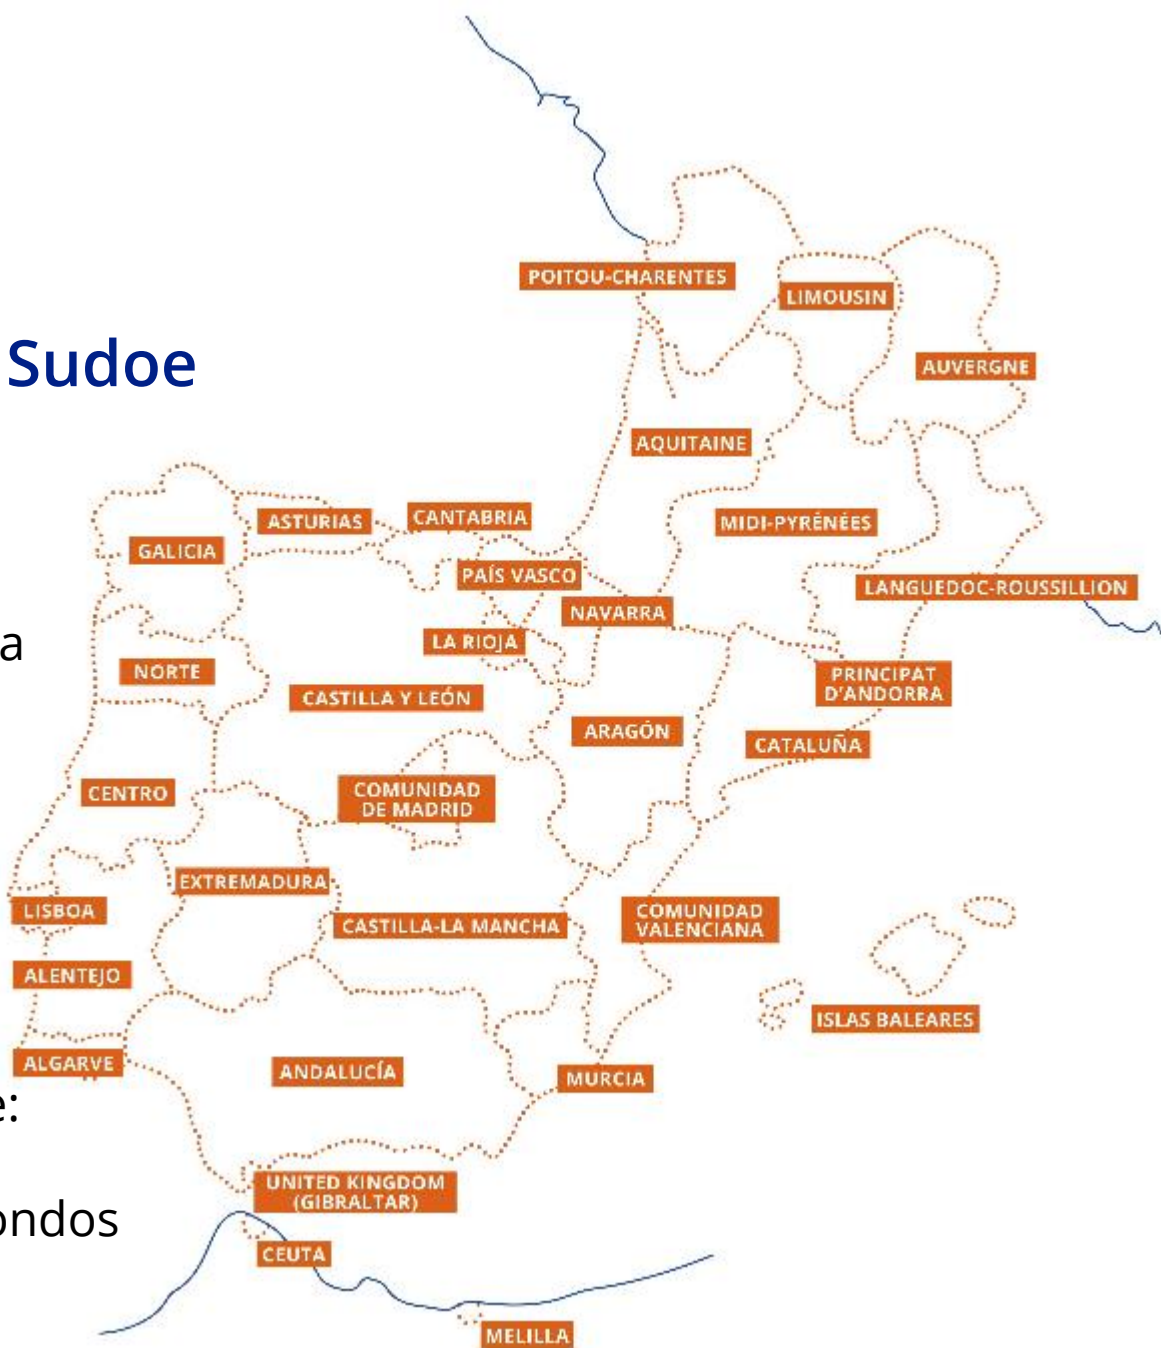 POITOU-CHARENTES
LIMOUSIN
Sudoe
AUVERGNE
AQUITAINE
ASTURIAS
CANTABRIA
MIDI-PYRÉNÉES
GALICIA
PAÍS VASCO
LANGUEDOC-ROUSSILLION
NAVARRA
a
LA RIOJA
NORTE
PRINCIPAT
D'ANDORRA
CASTILLA Y LEÓN
ARAGÓN
CATALUÑA
CENTRO
COMUNIDAD
DE MADRID
EXTREMADURA
LISBOA
CASTILLA-LA MANCHA
COMUNIDAD
VALENCIANA
ALENTEJO
ISLAS BALEARES
ALGARVE
ANDALUCÍA
MURCIA
e:
UNITED KINGDOM
(GIBRALTAR)
ondos
CEUTA
MELILLA